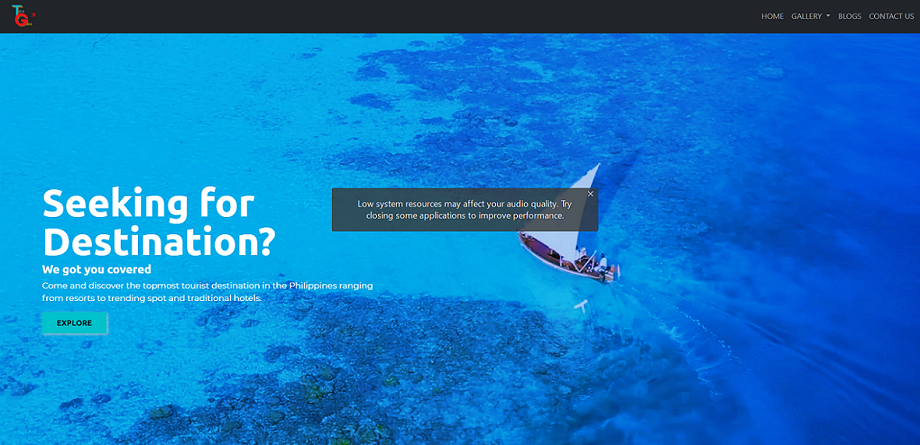 TG
HOME GALLERY BLOGS CONTACT US
Low system resources may affect your audio quality. Try
closing some applications to improve performance.
Seeking for
Destination?
We got you covered
Come and discover the topmost tourist destination in the Philippines ranging
from resorts to trending spot and traditional hotels.
EXPLORE